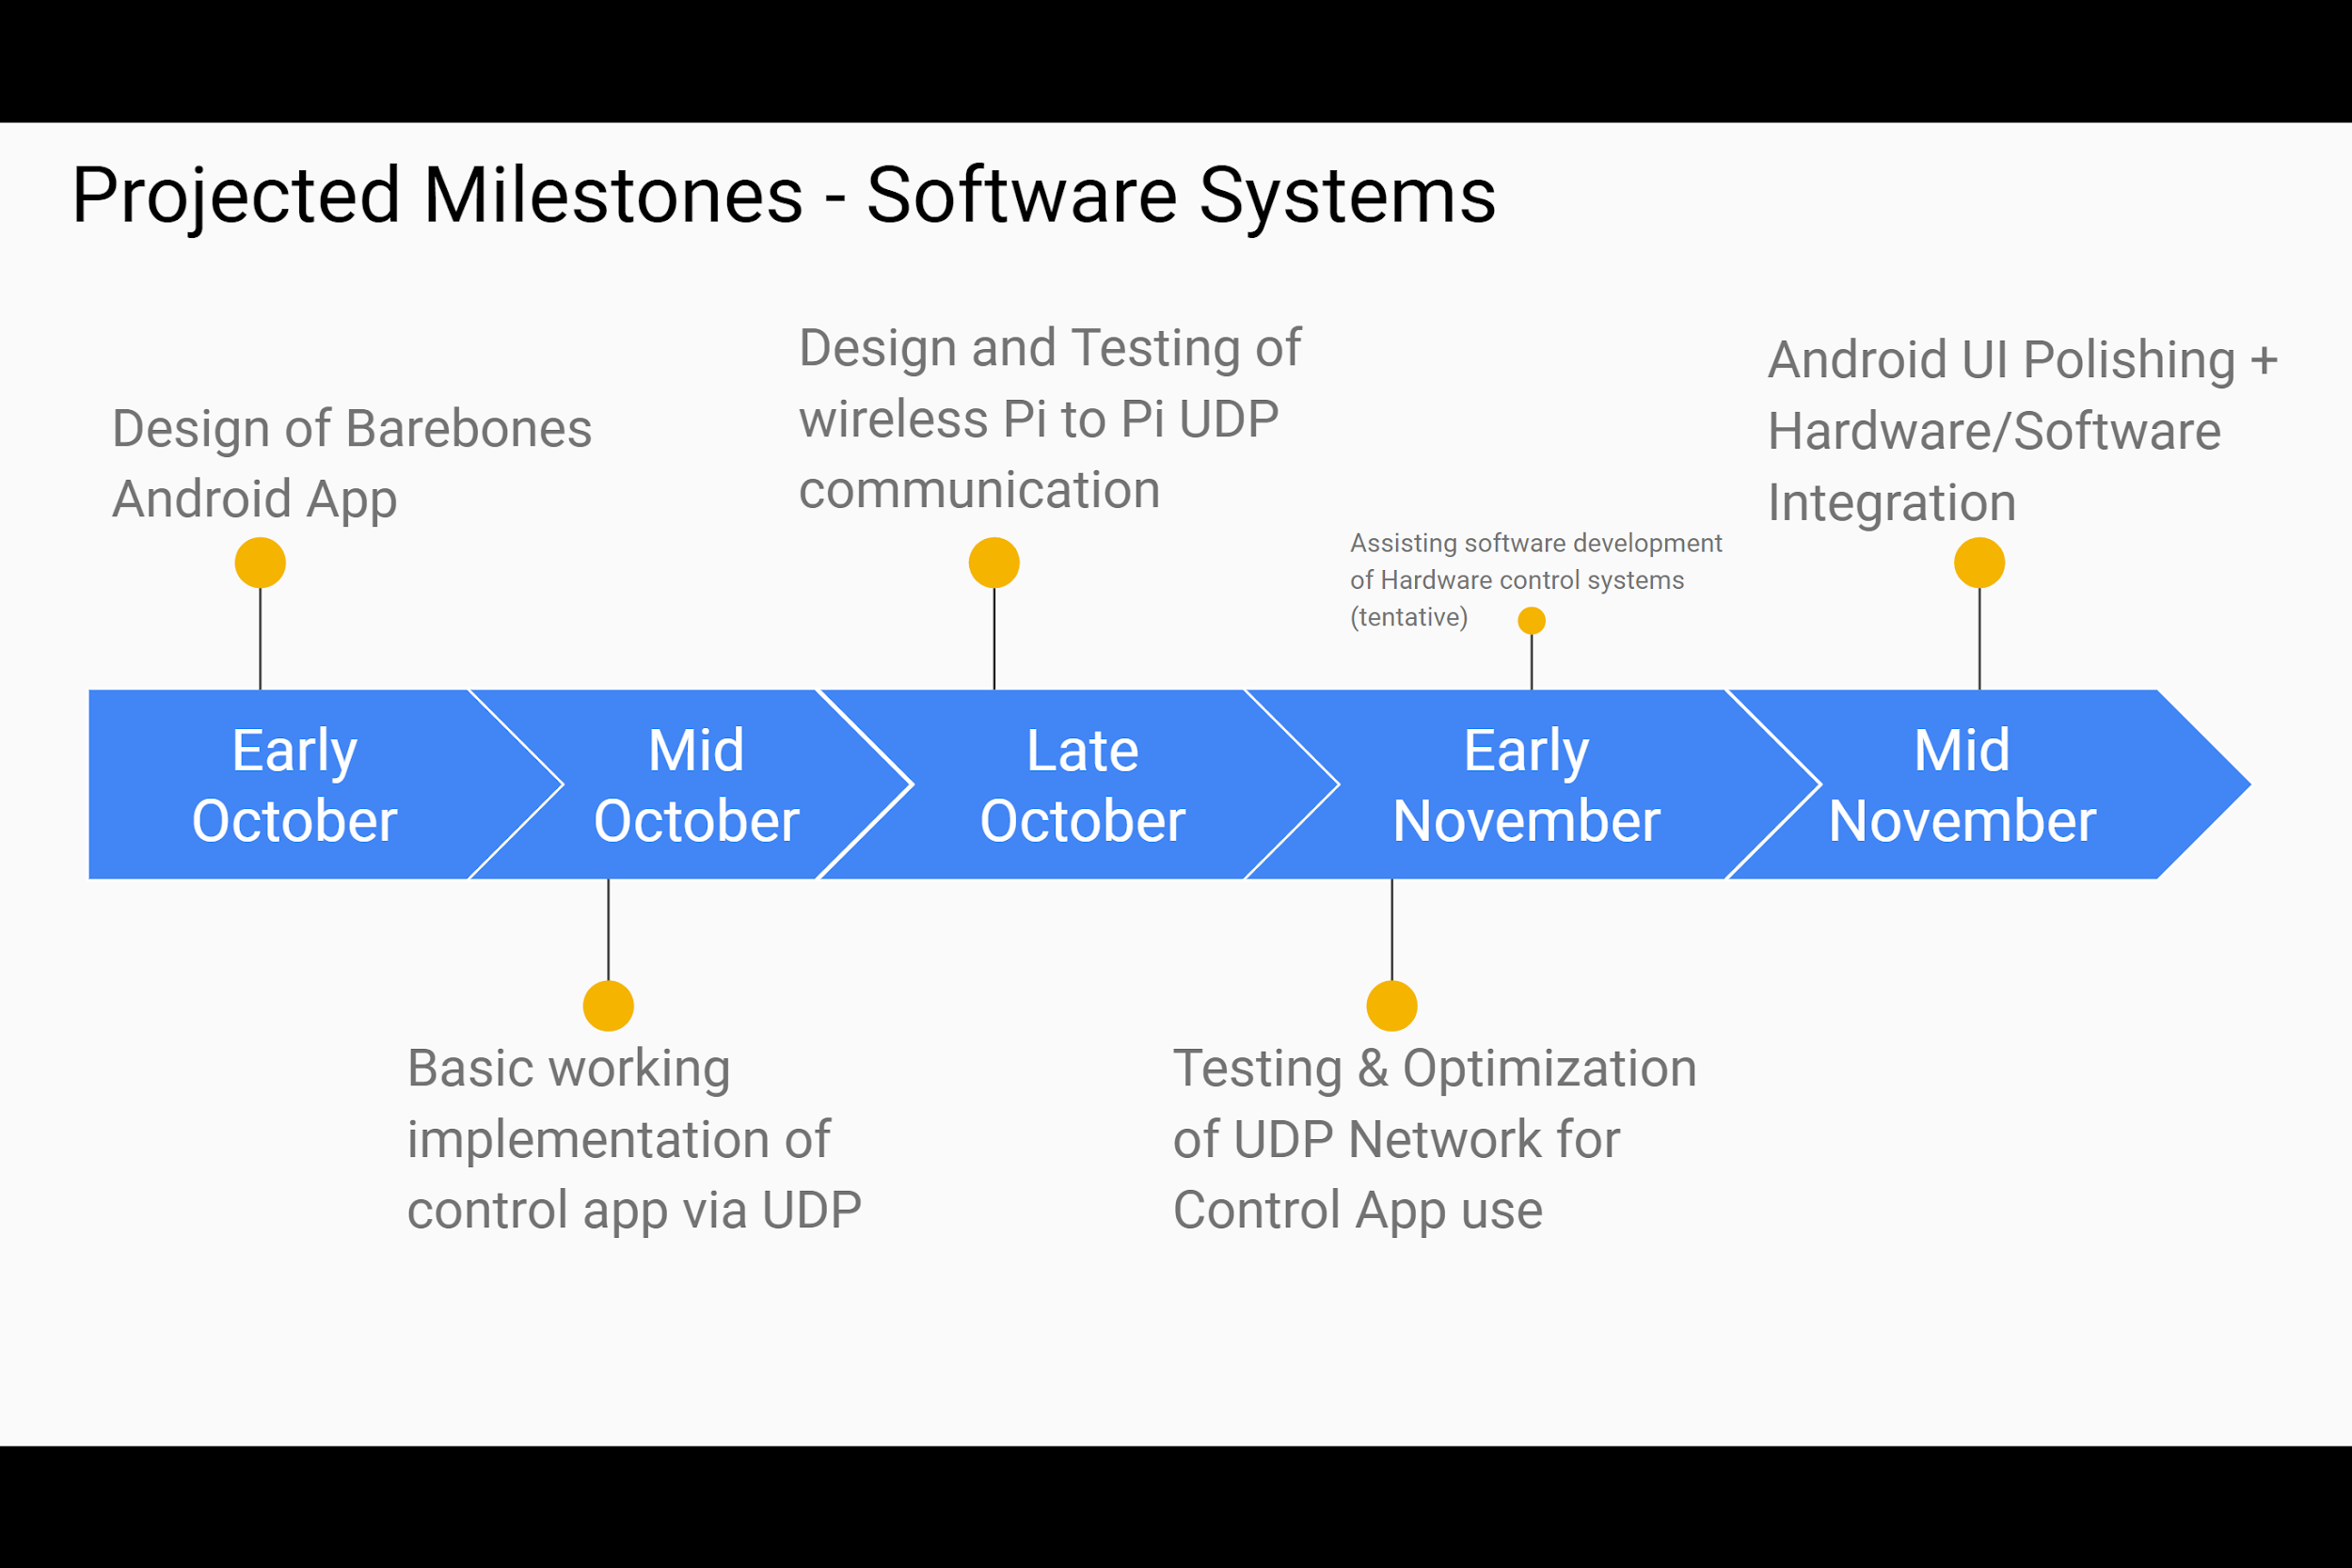 Projected Milestones - Software Systems
Design of Barebones
Android App
Design and Testing of
wireless Pi to Pi UDP
communication
Assisting software development
of Hardware control systems
(tentative)
Android UI Polishing +
Hardware/Software
Integration
Early
October
Mid
October
Late
October
Early
November
Mid
November
Basic working
implementation of
control app via UDP
Testing & Optimization
of UDP Network for
Control App use